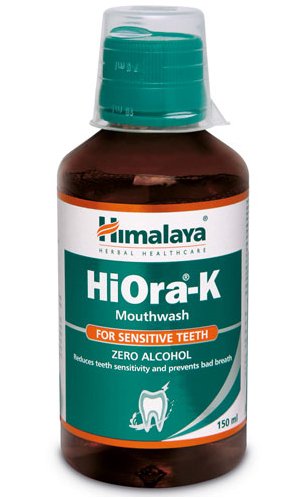 Himalaya®
HERBAL HEALTHCARE
HiOra®-K
Mouthwash
FOR SENSITIVE TEETH
ZERO ALCOHOL
Reduces teeth sensitivity and prevents bad breath
150 ml